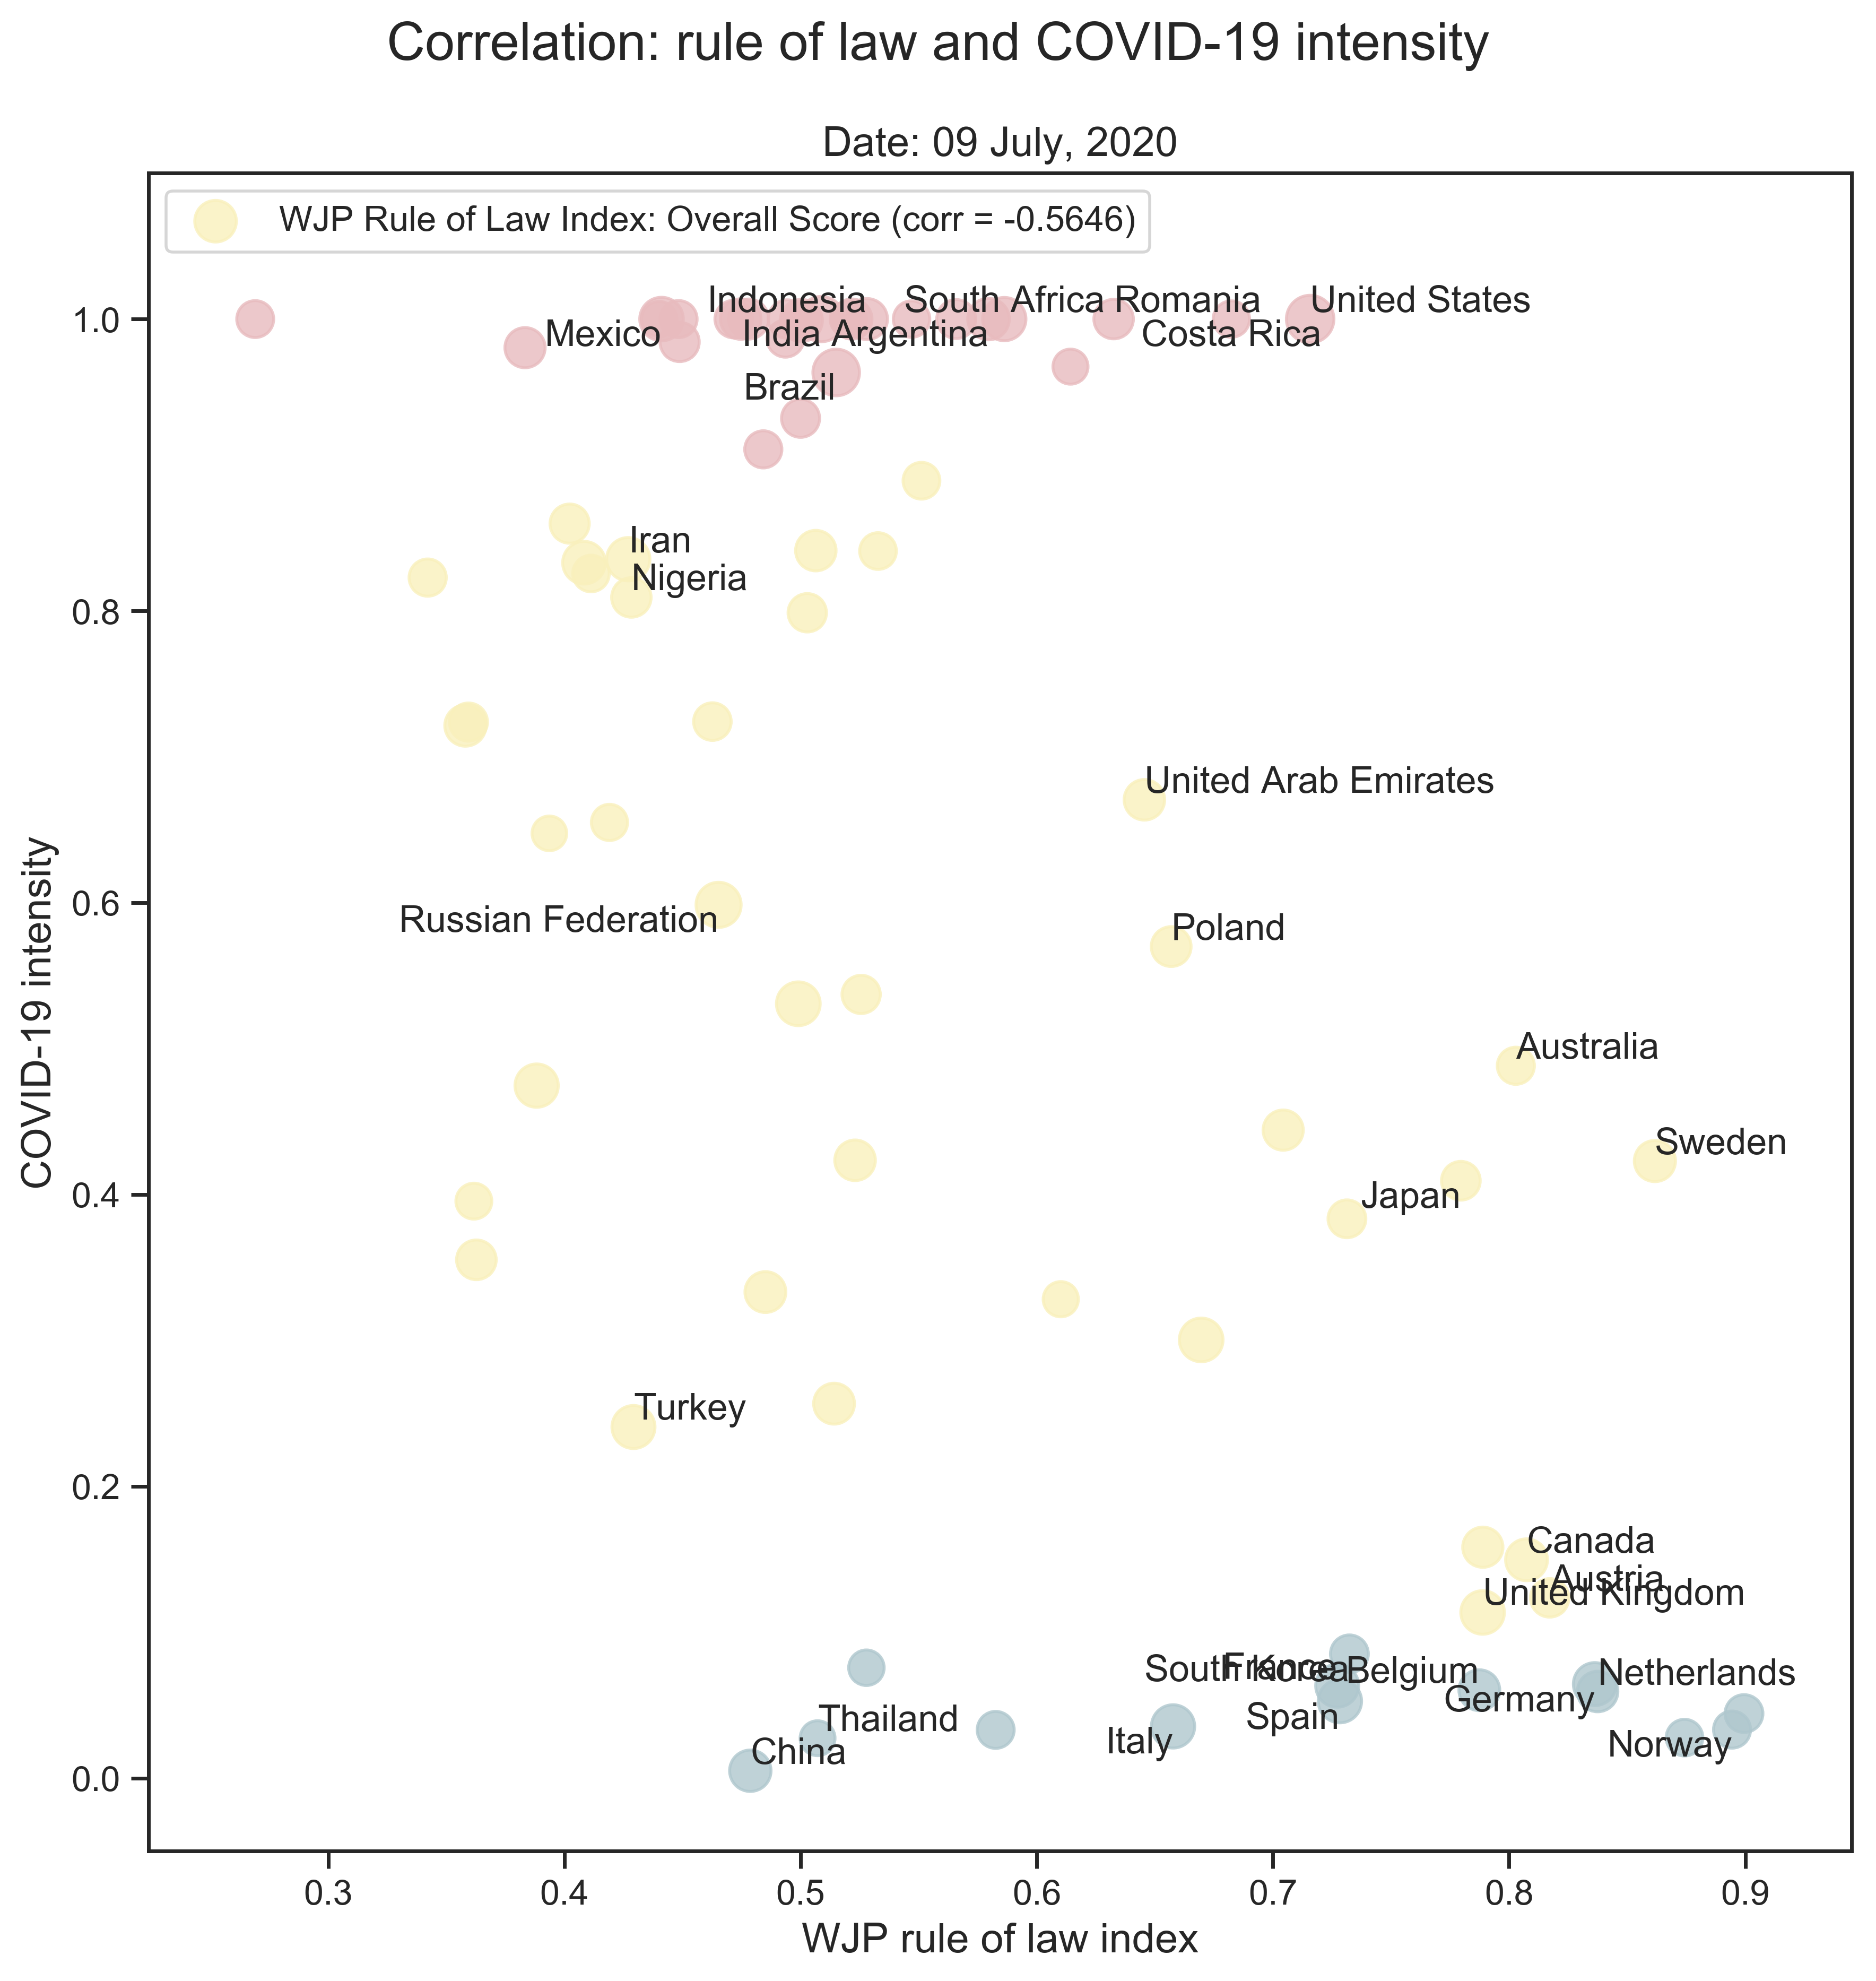 Correlation: rule of law and COVID-19 intensity
Date: 09 July, 2020
WJP Rule of Law Index: Overall Score (corr = -0.5646)
Indonesia
South Africa
Romania
United States
Mexico
India
Argentina
Costa Rica
Brazil
Iran
Nigeria
United Arab Emirates
Russian Federation
Poland
Australia
Sweden
Japan
Turkey
Canada
Austria
United Kingdom
France
South Korea
Belgium
Netherlands
Germany
Spain
Thailand
Italy
Norway
China
COVID-19 intensity
1.0
0.8
0.6
0.4
0.2
0.0
0.3
0.4
0.5
0.6
0.7
0.8
0.9
WJP rule of law index